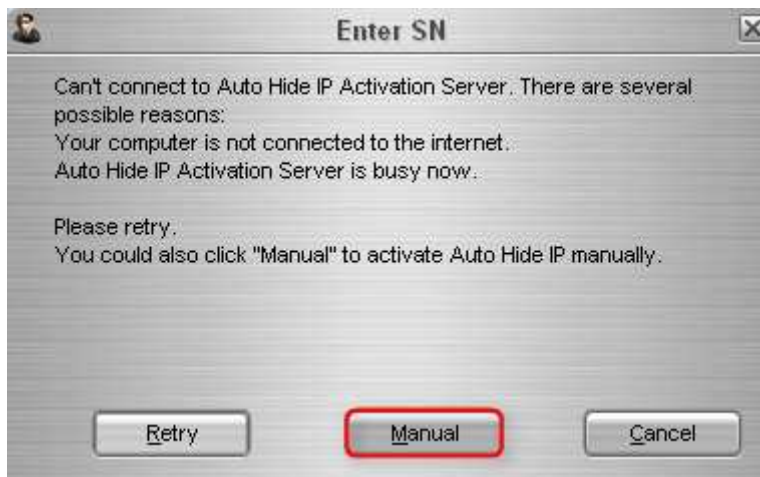 Enter SN
Can't connect to Auto Hide IP Activation Server. There are several
possible reasons:
Your computer is not connected to the internet.
Auto Hide IP Activation Server is busy now.
Please retry.
You could also click "Manual" to activate Auto Hide IP manually.
Retry
Manual
Cancel